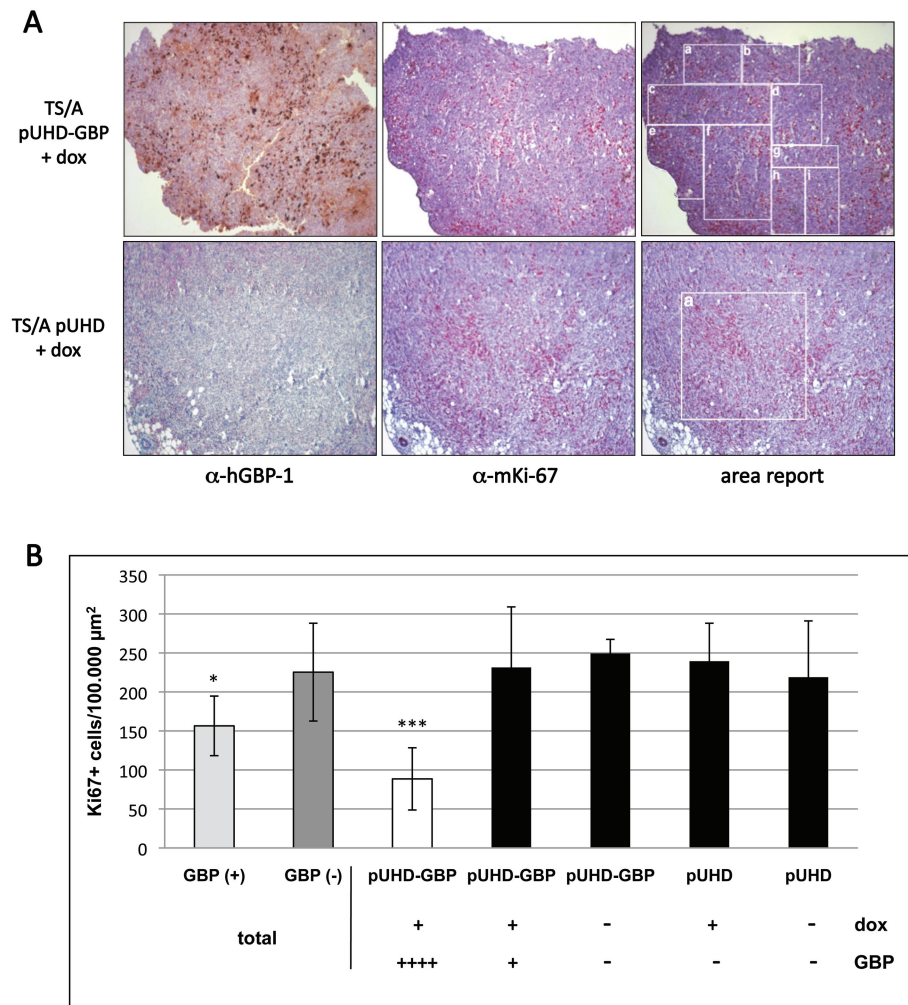 A
TS/A
pUHD-GBP
+ dox
a
b
c
d
e
f
g
h
i
TS/A pUHD
+ dox
a
α-hGBP-1
α-mKi-67
area report
B
Ki67+ cells/100.000 µm²
350
300
250
200
150
100
50
0
*
***
GBP (+)
GBP (-)
pUHD-GBP
pUHD-GBP
pUHD-GBP
pUHD
pUHD
total
+ + - + - dox
++++ + - - - GBP